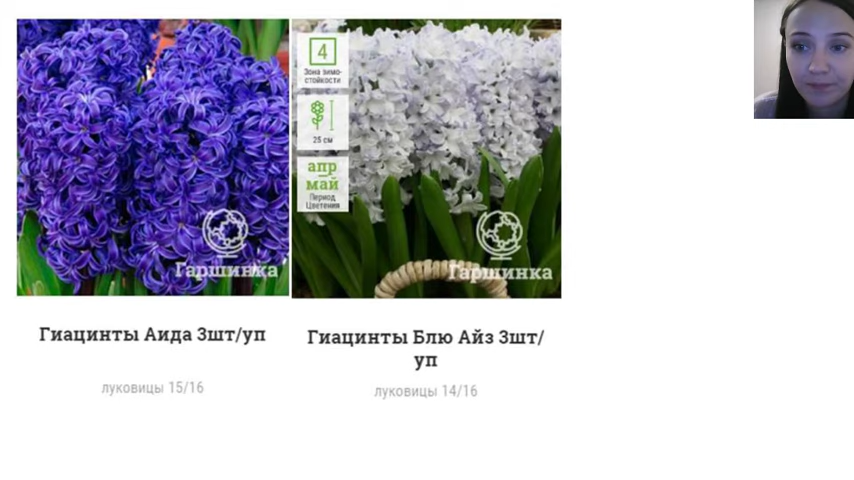 4
Зона зимо-
стойкости
25 см
апр
май
Период
Цветения
Гаршинка
Гаршинка
Гиацинты Аида 3шт/уп
Гиацинты Блю Айз 3шт/
уп
луковицы 15/16
луковицы 14/16